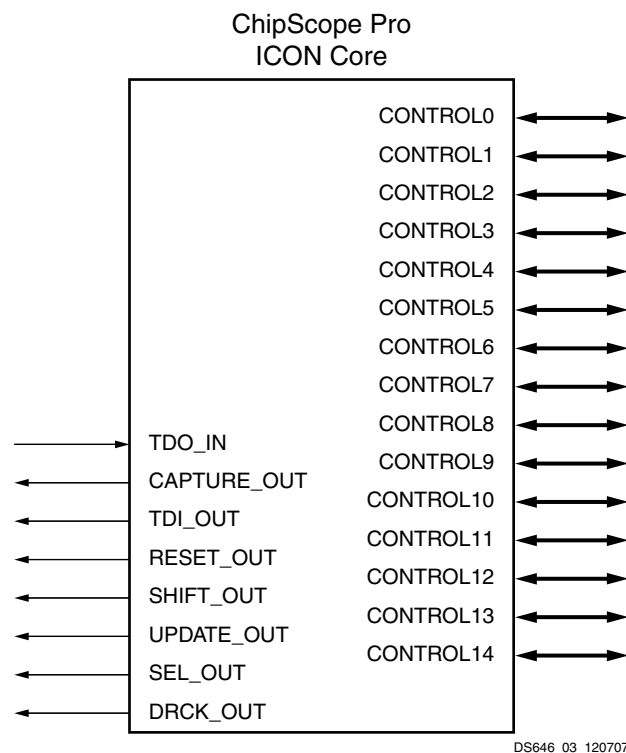 ChipScope Pro
ICON Core
CONTROL0
CONTROL1
CONTROL2
CONTROL3
CONTROL4
CONTROL5
CONTROL6
CONTROL7
CONTROL8
CONTROL9
CONTROL10
CONTROL11
CONTROL12
CONTROL13
CONTROL14
TDO_IN
CAPTURE_OUT
TDI_OUT
RESET_OUT
SHIFT_OUT
UPDATE_OUT
SEL_OUT
DRCK_OUT
DS646_03_120707